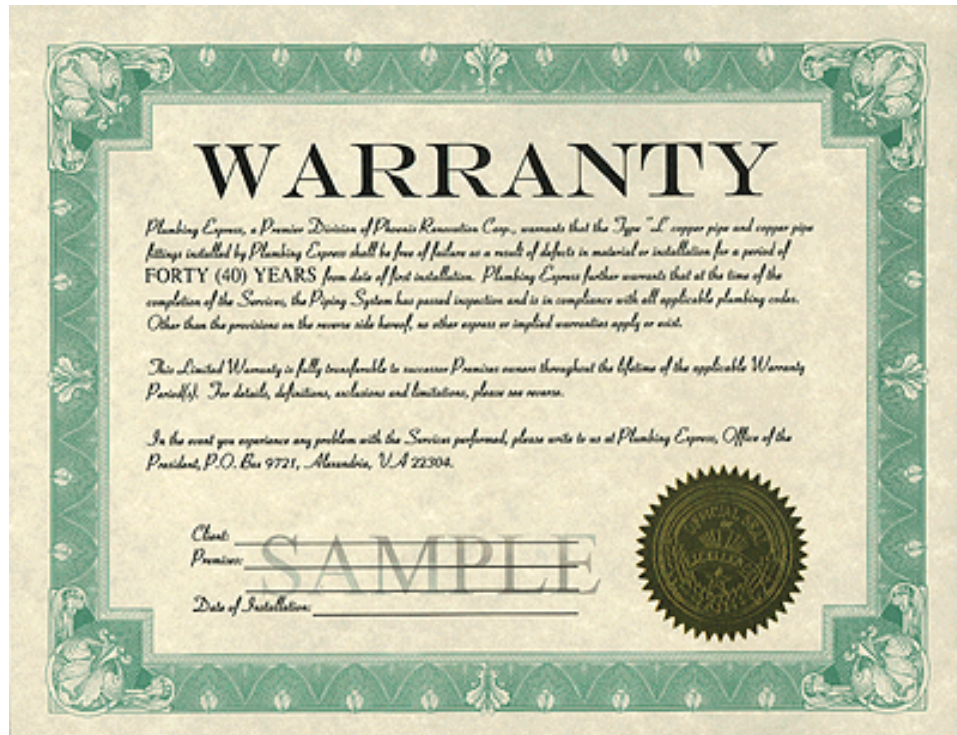 WARRANTY
Plumbing Express, a Premier Division of Phoenix Renovation Corp., warrants that the Type "L" copper pipe and copper pipe
fittings installed by Plumbing Express shall be free of failure as a result of defects in material or installation for a period of
FORTY (40) YEARS from date of first installation. Plumbing Express further warrants that at the time of the
completion of the Services, the Piping System has passed inspection and is in compliance with all applicable plumbing codes.
Other than the provisions on the reverse side hereof, no other express or implied warranties apply or exist.
This Limited Warranty is fully transferable to successor Premises owners throughout the lifetime of the applicable Warranty
Period(s). For details, definitions, exclusions and limitations, please see reverse.
In the event you experience any problem with the Services performed, please write to us at Plumbing Express, Office of the
President, P.O. Box 9721, Alexandria, VA 22304.
Client:
Premises:
SAMPLE
Date of Installation:
OFFICIAL SEAL
OF
EXCELLENCE